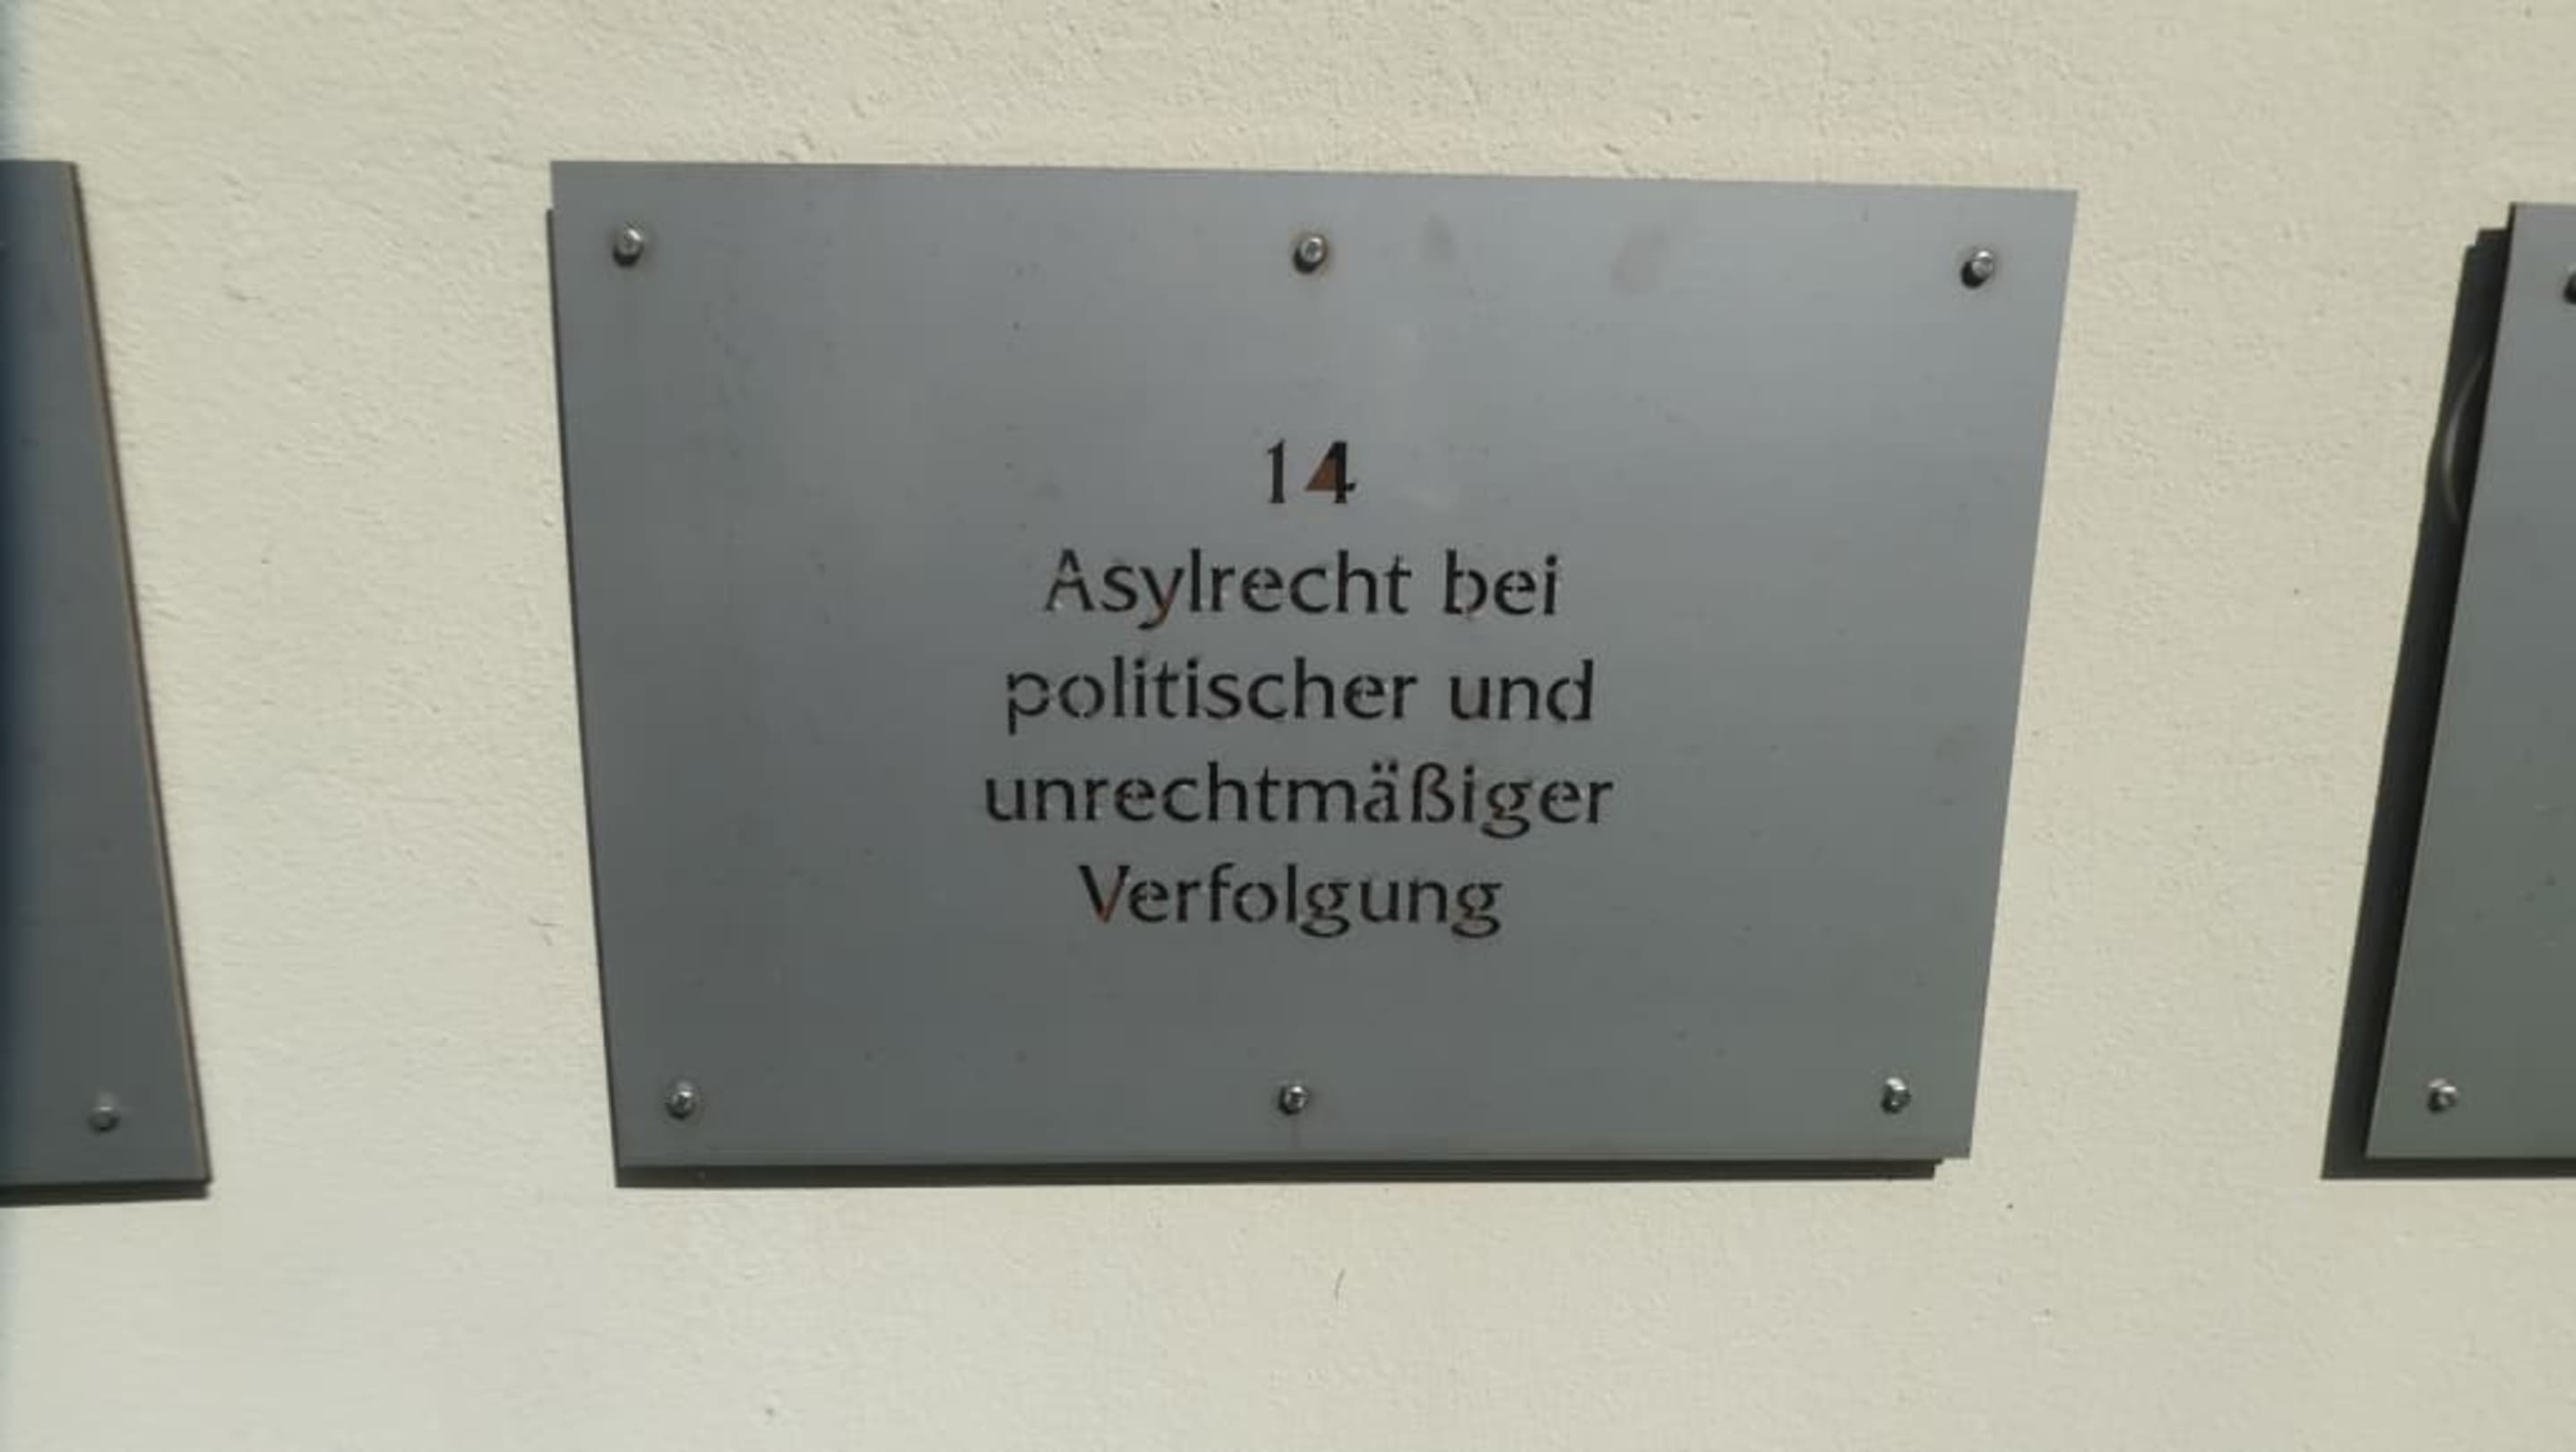 14
Asylrecht bei
politischer und
unrechtmäßiger
Verfolgung